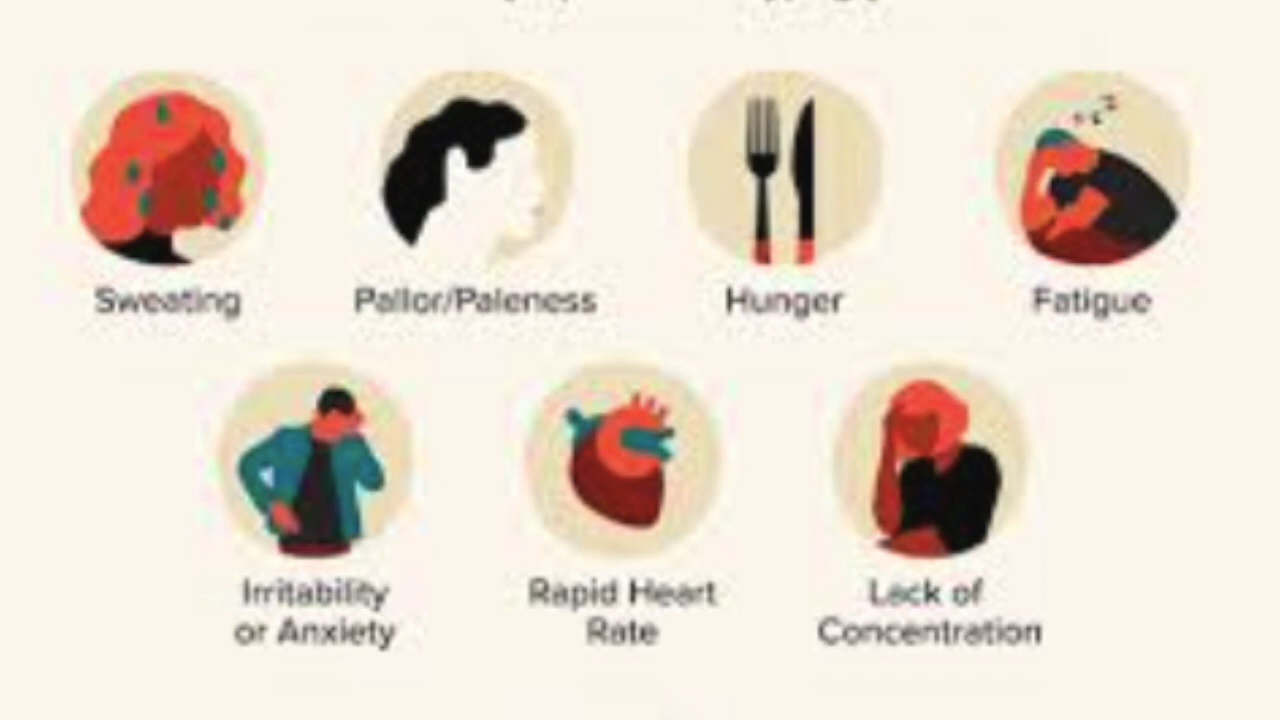 Sweating
Pallor/Paleness
Hunger
Fatigue
Irritability
or Anxiety
Rapid Heart
Rate
Lack of
Concentration